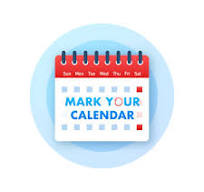 Sun Mon Tue Wed Thu Fri Sat
MARK YOUR
CALENDAR